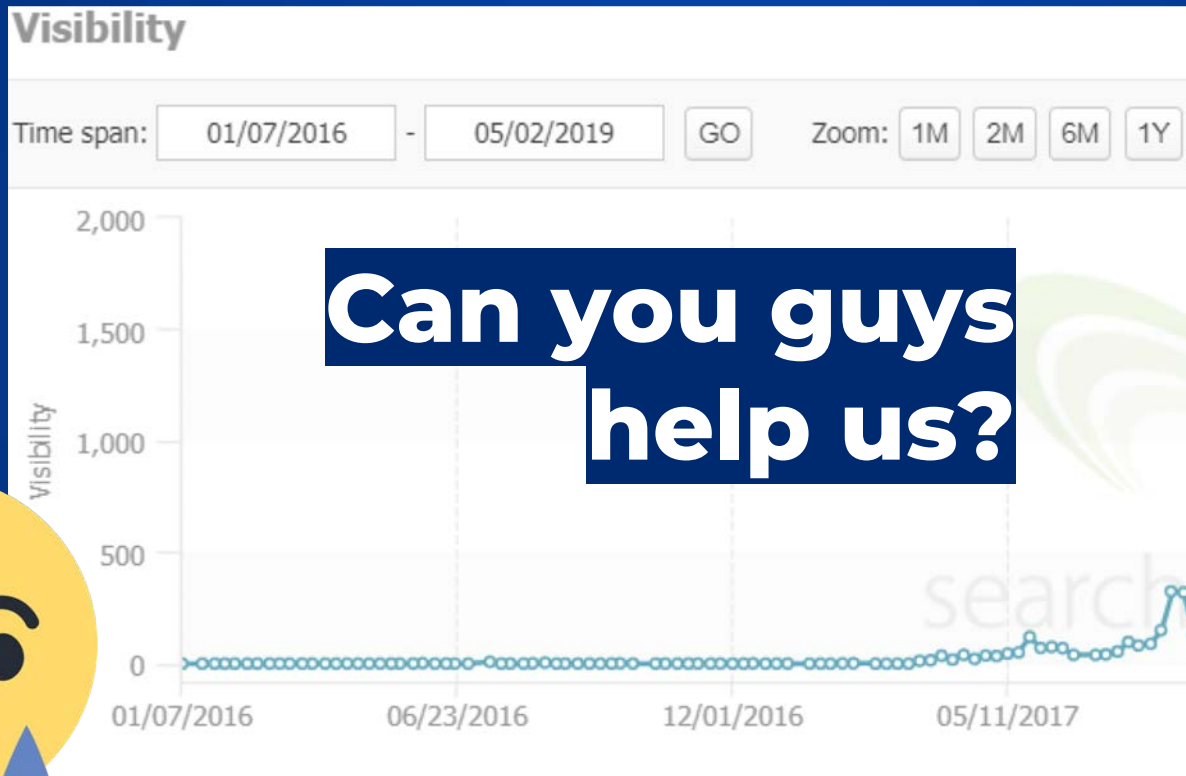 Visibility
Time span: 01/07/2016 - 05/02/2019 GO Zoom: 1M 2M 6M 1Y
2,000
Can you guys
1,500
help us?
Visibility
1,000
500
search
0
01/07/2016 06/23/2016 12/01/2016 05/11/2017